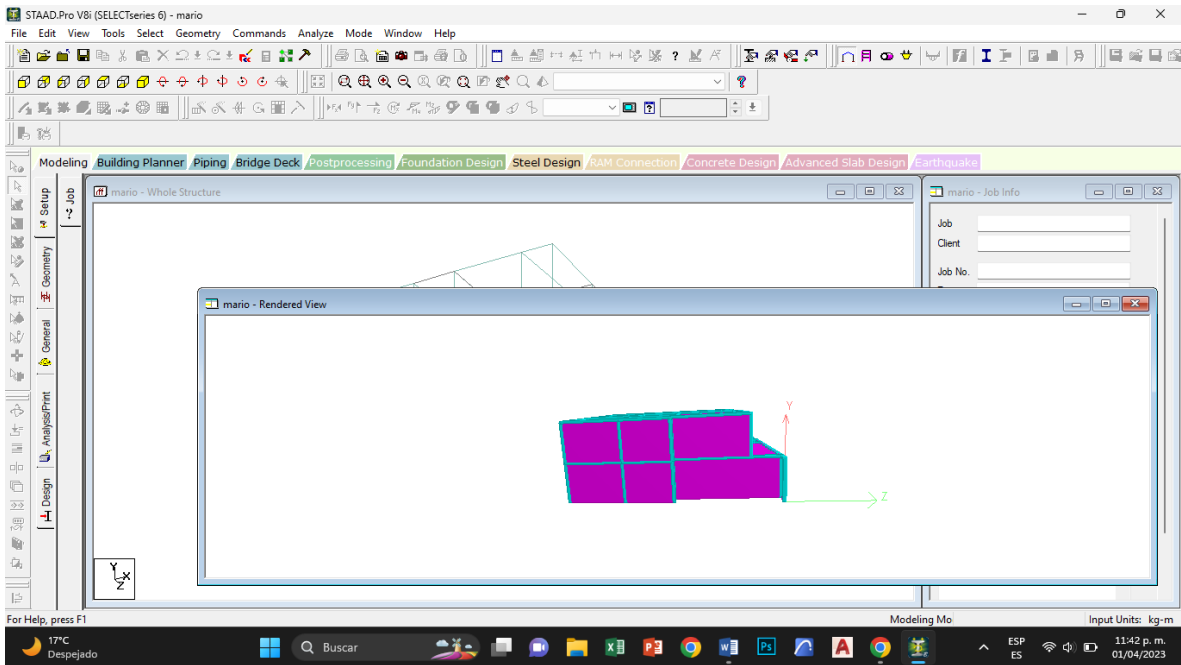 STAAD.Pro V8i (SELECTseries 6) - mario
File Edit View Tools Select Geometry Commands Analyze Mode Window Help
Modeling Building Planner Piping Bridge Deck Postprocessing Foundation Design Steel Design RAM Connection Concrete Design Advanced Slab Design Earthquake
Setup
Geometry
General
Analysis/Print
Design
Job
mario - Whole Structure
mario - Job Info
Job
Client
Job No.
mario - Rendered View
Y
Z
Y
X
Z
For Help, press F1
Modeling Mo
Input Units: kg-m
17°C
Despejado
Buscar
ESP
ES
11:42 p. m.
01/04/2023